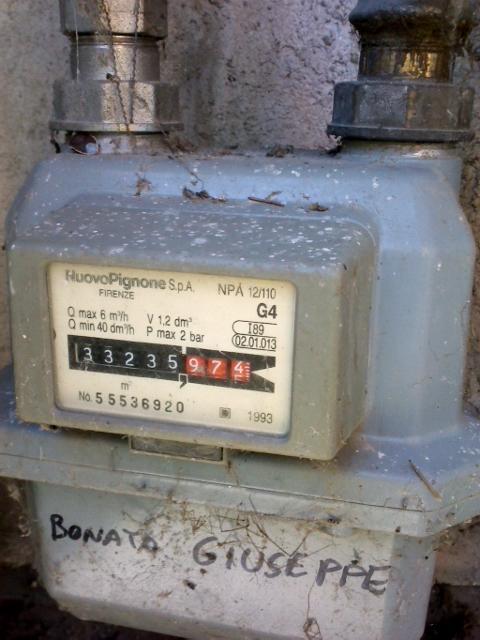 NuovoPignone S.p.A.
FIRENZE
NPA 12/110
G4
Q max 6 m³/h V 1,2 dm³
Q min 40 dm³/h P max 2 bar
I89
02.01.013
33235974
m³
No. 55536920
1993
BONATO GIUSEPPE